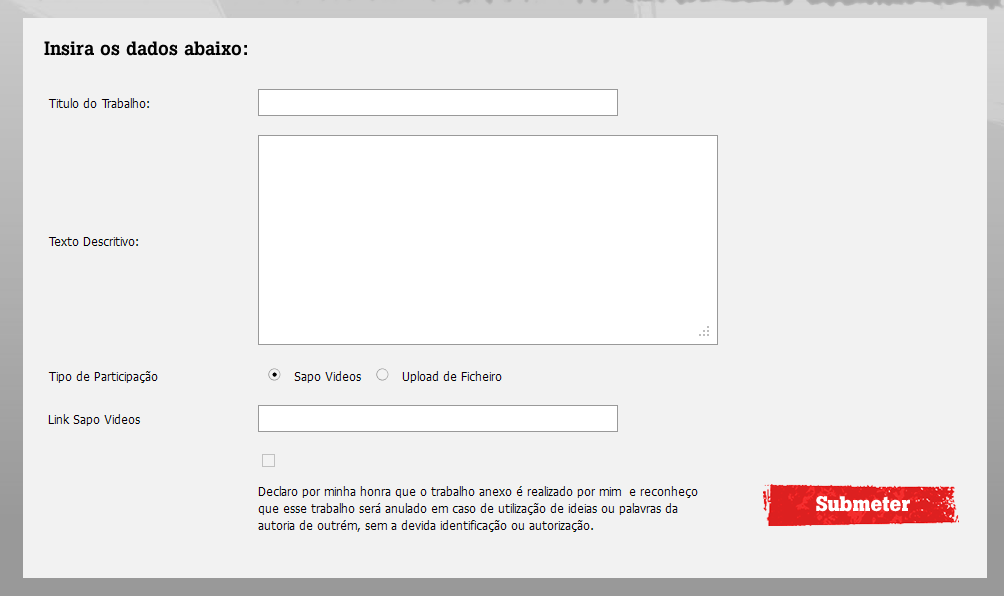 Insira os dados abaixo:
Titulo do Trabalho:
Texto Descritivo:
Tipo de Participação
Sapo Videos
Upload de Ficheiro
Link Sapo Videos
Declaro por minha honra que o trabalho anexo é realizado por mim e reconheço
que esse trabalho será anulado em caso de utilização de ideias ou palavras da
autoria de outrém, sem a devida identificação ou autorização.
Submeter